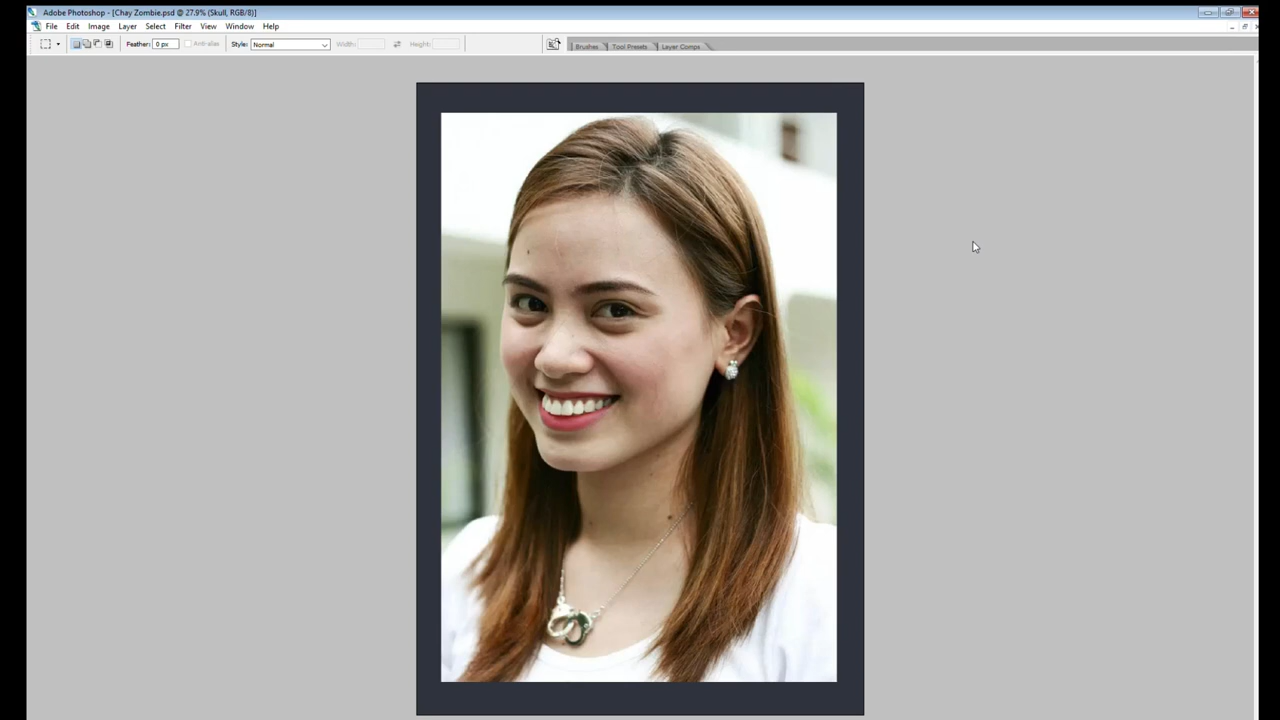 Adobe Photoshop - [Chay Zombie.psd @ 27.9% (Skull, RGB/8)]
File Edit Image Layer Select Filter View Window Help
Feather: 0 px Anti-alias Style: Normal Width: Height: Brushes Tool Presets Layer Comps